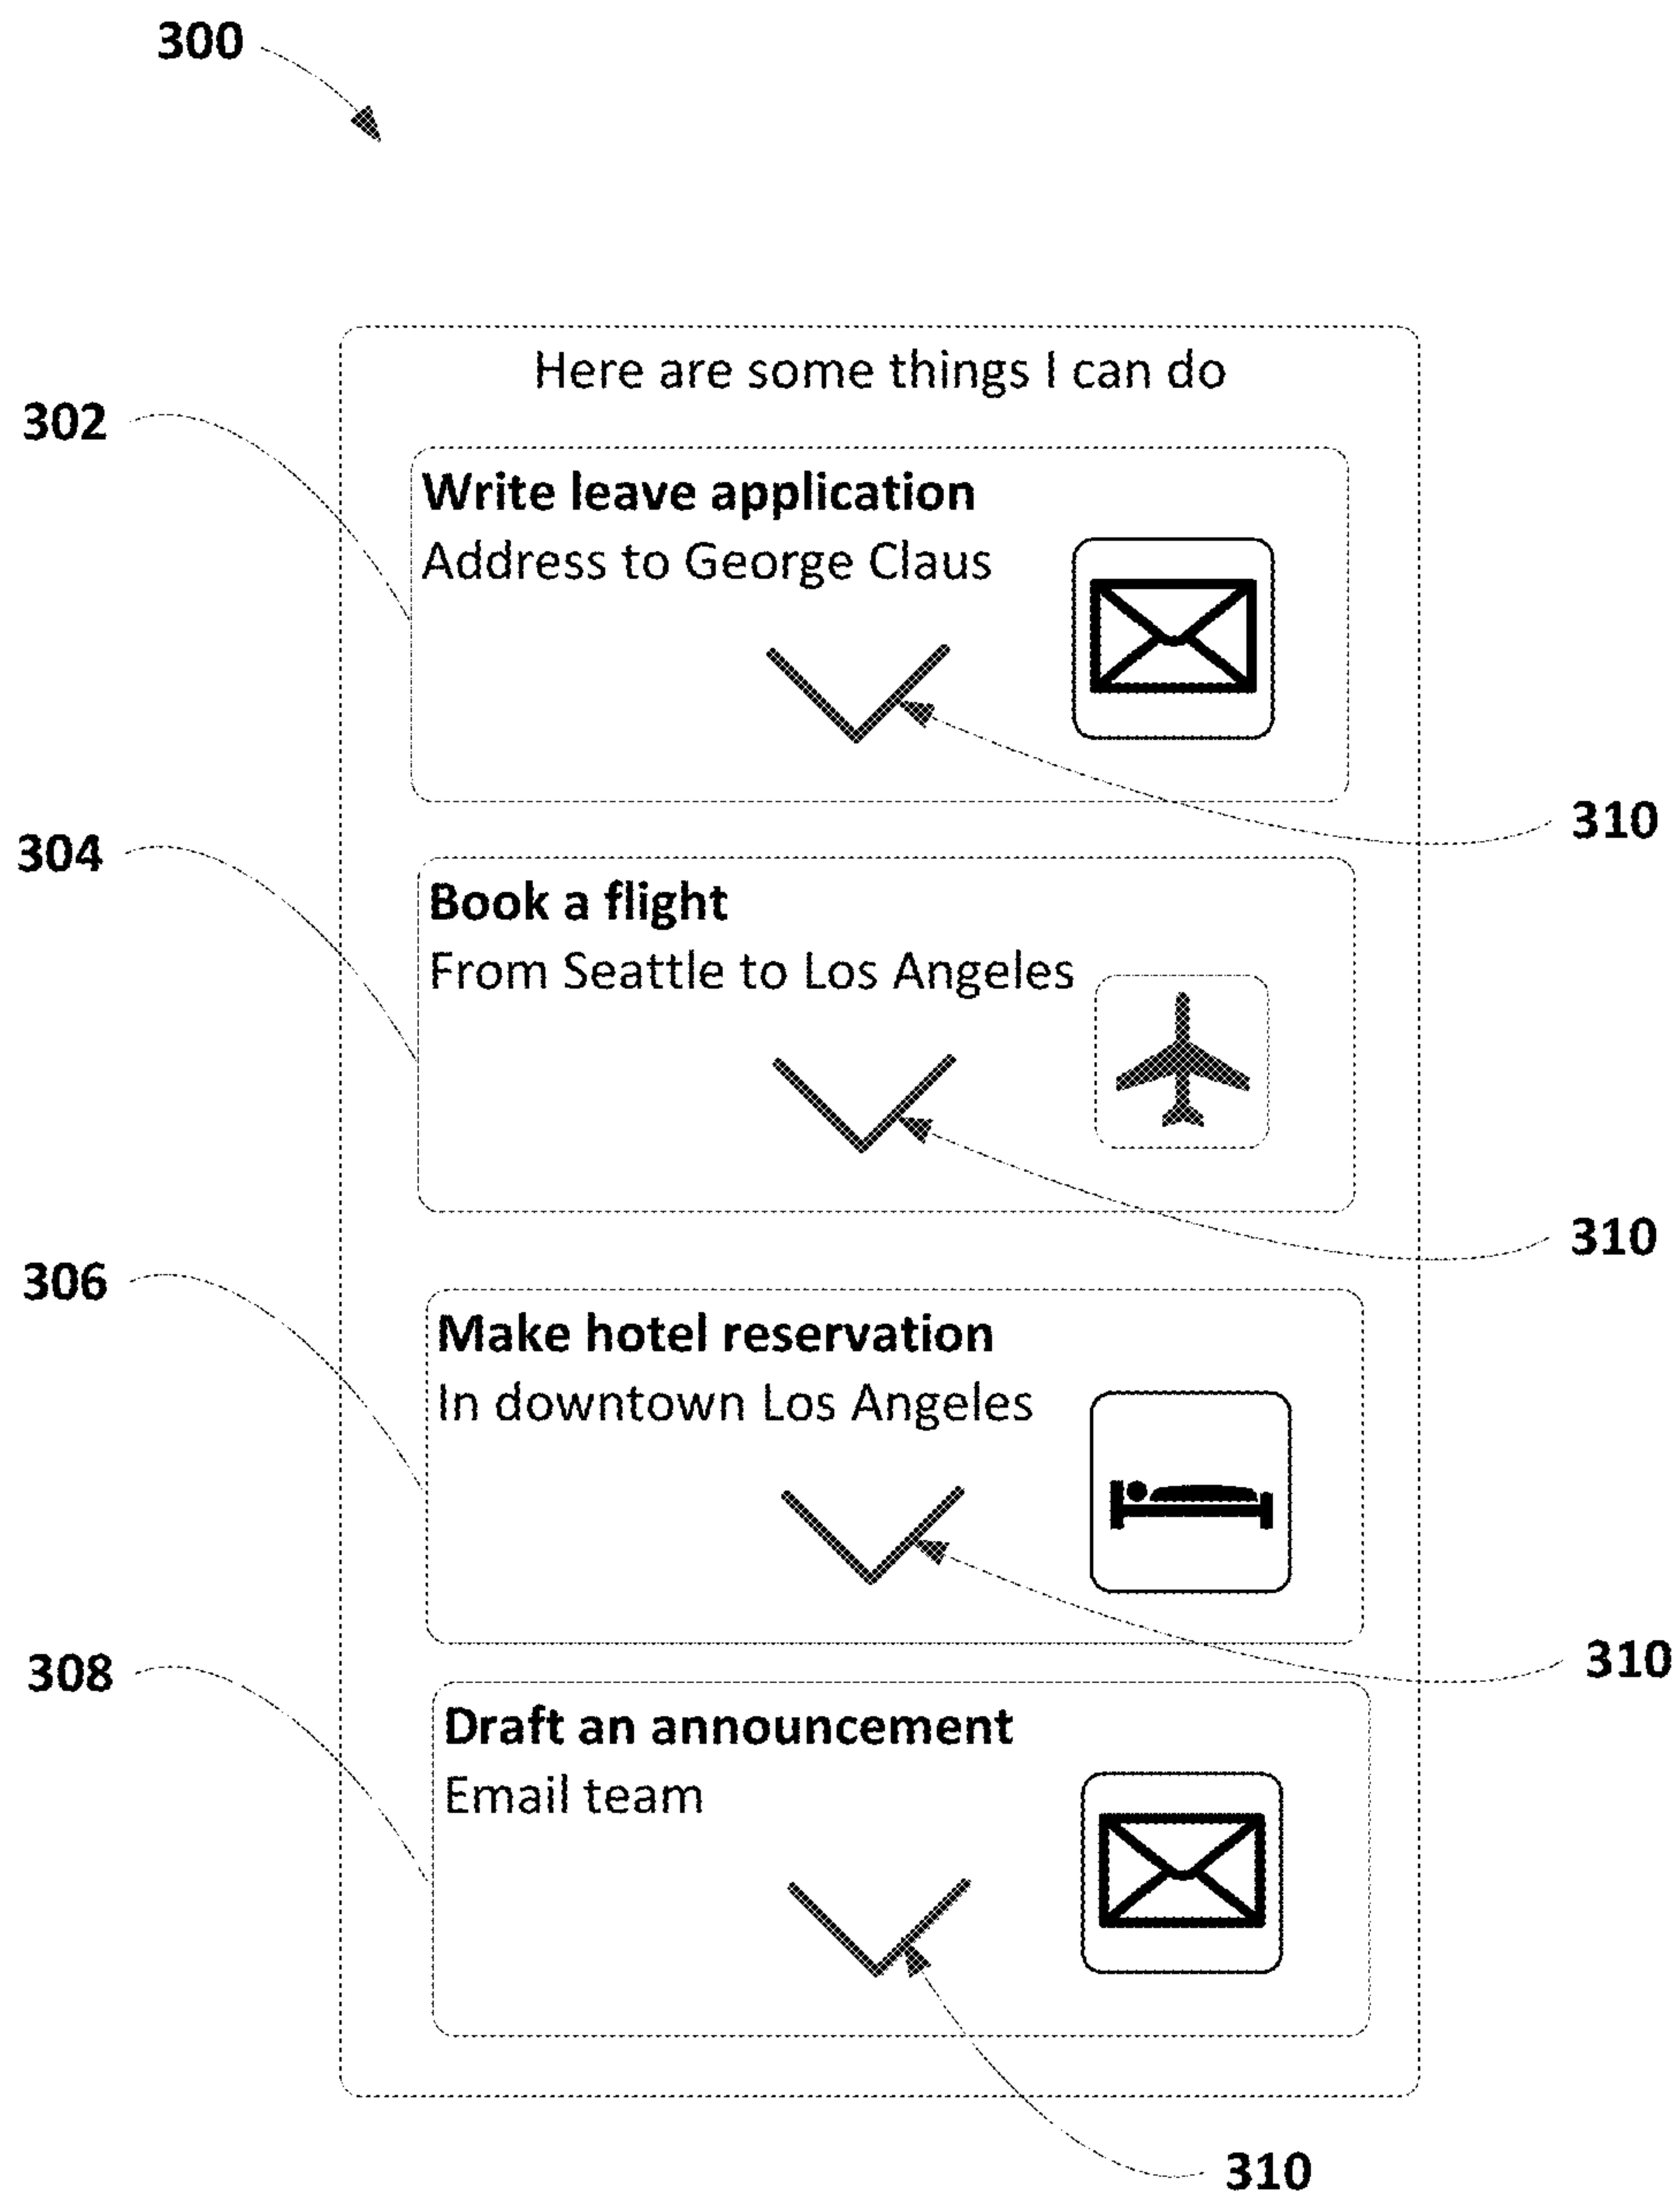 300
Here are some things I can do
302
Write leave application
Address to George Claus
310
304
Book a flight
From Seattle to Los Angeles
310
306
Make hotel reservation
In downtown Los Angeles
310
308
Draft an announcement
Email team
310